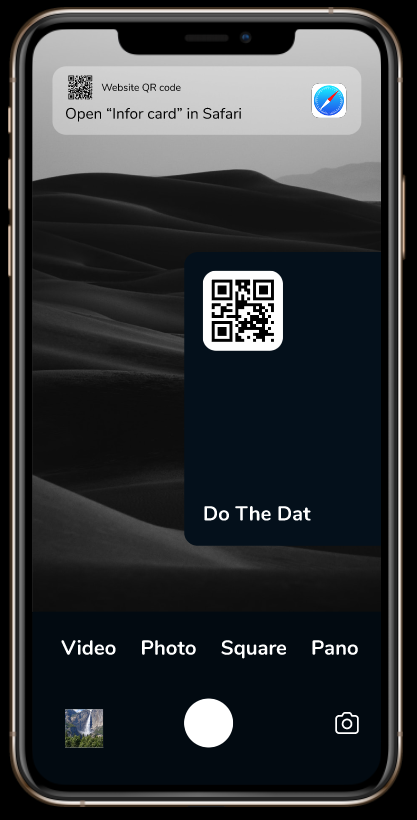 Website QR code
Open “Infor card” in Safari
Do The Dat
Video Photo Square Pano